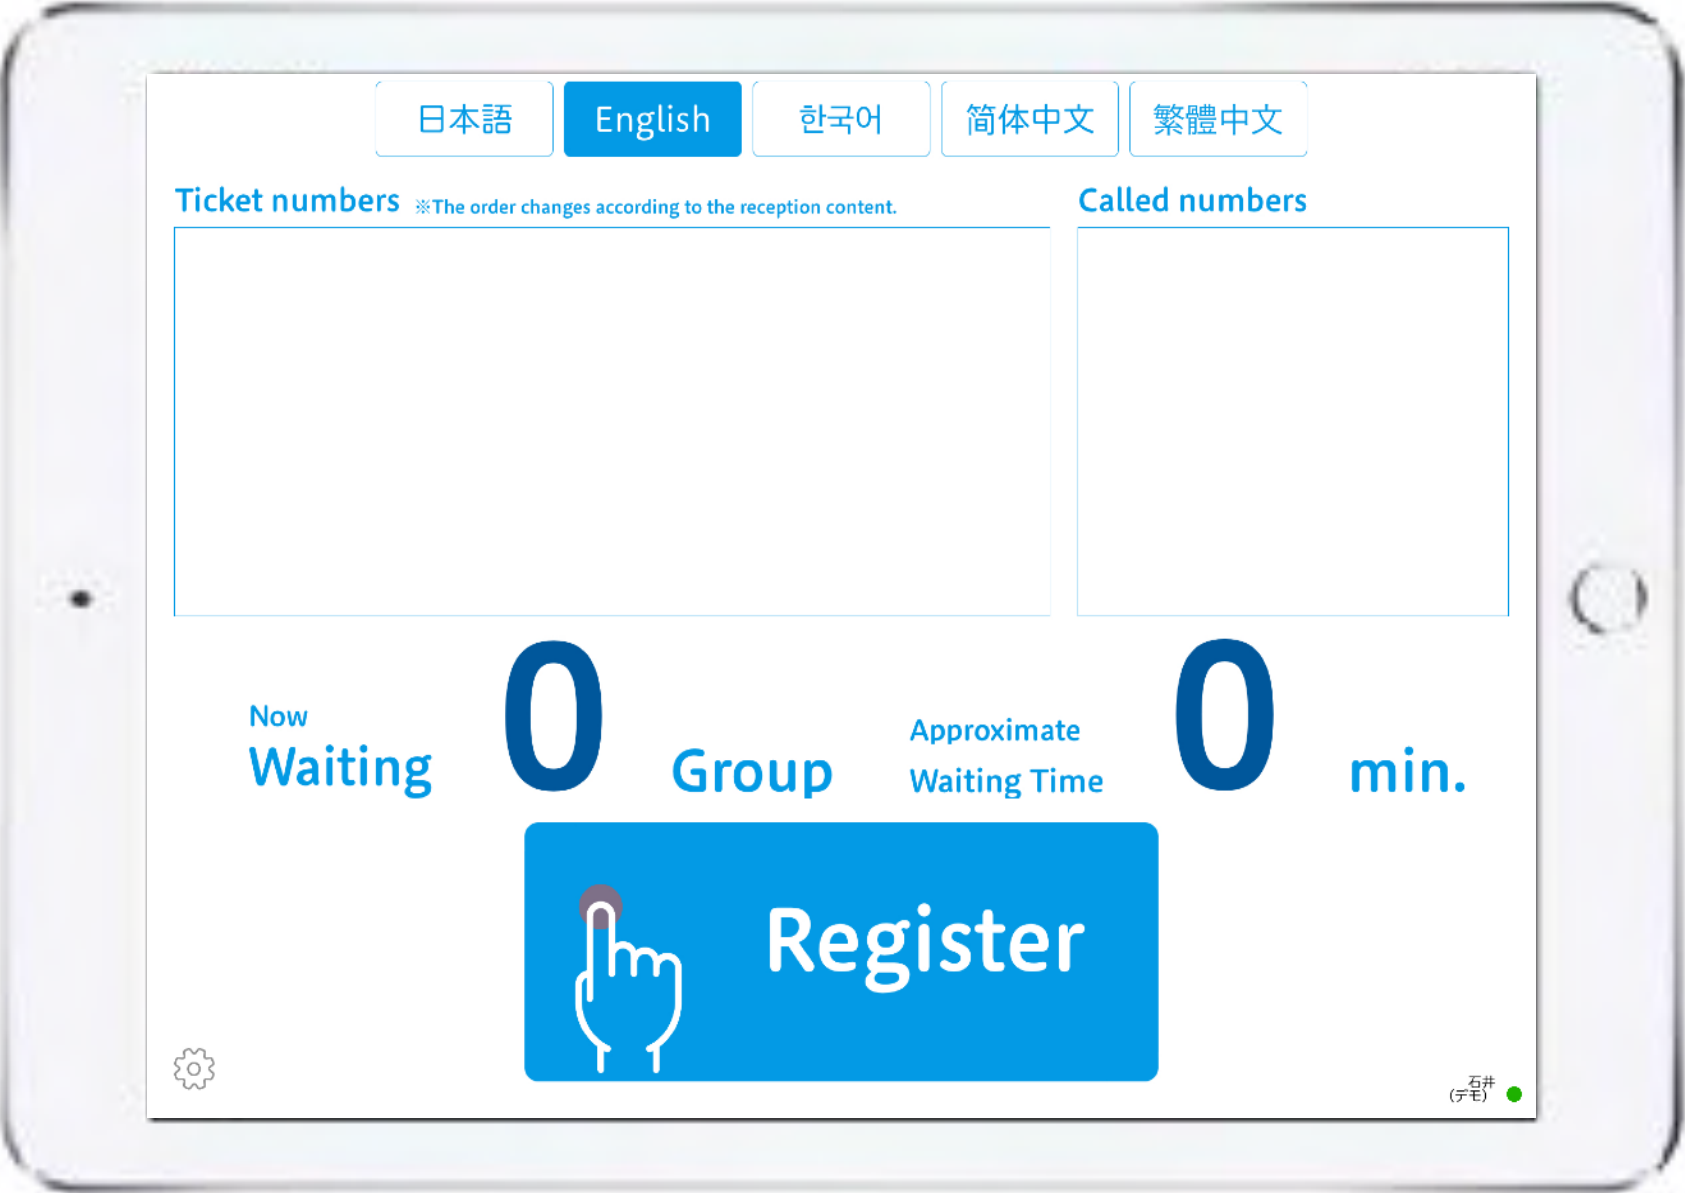 日本語 English 한국어 简体中文 繁體中文
Ticket numbers ※The order changes according to the reception content. Called numbers
Now
Waiting 0 Group
Approximate
Waiting Time 0 min.
Register
石井
(デモ)